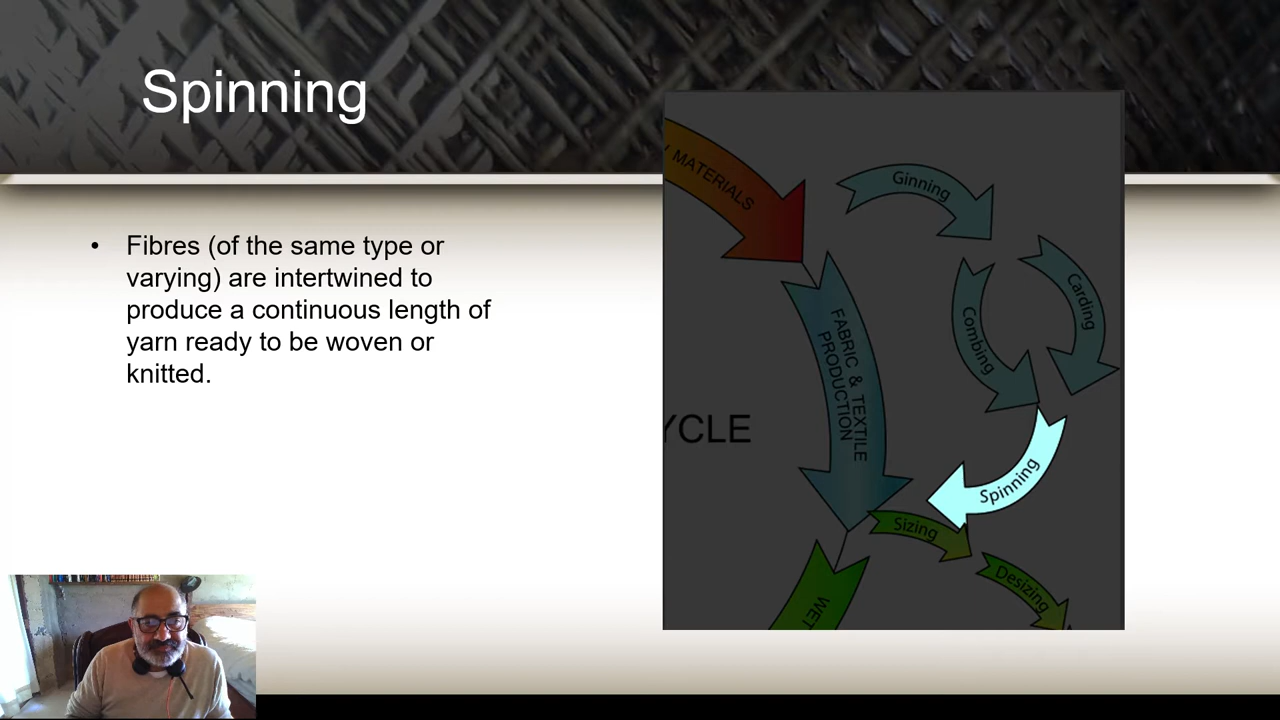 Spinning
• Fibres (of the same type or
varying) are intertwined to
produce a continuous length of
yarn ready to be woven or
knitted.
MATERIALS
Ginning
Carding
Combing
FABRIC & TEXTILE
PRODUCTION
YCLE
Spinning
Sizing
Desizing
WET